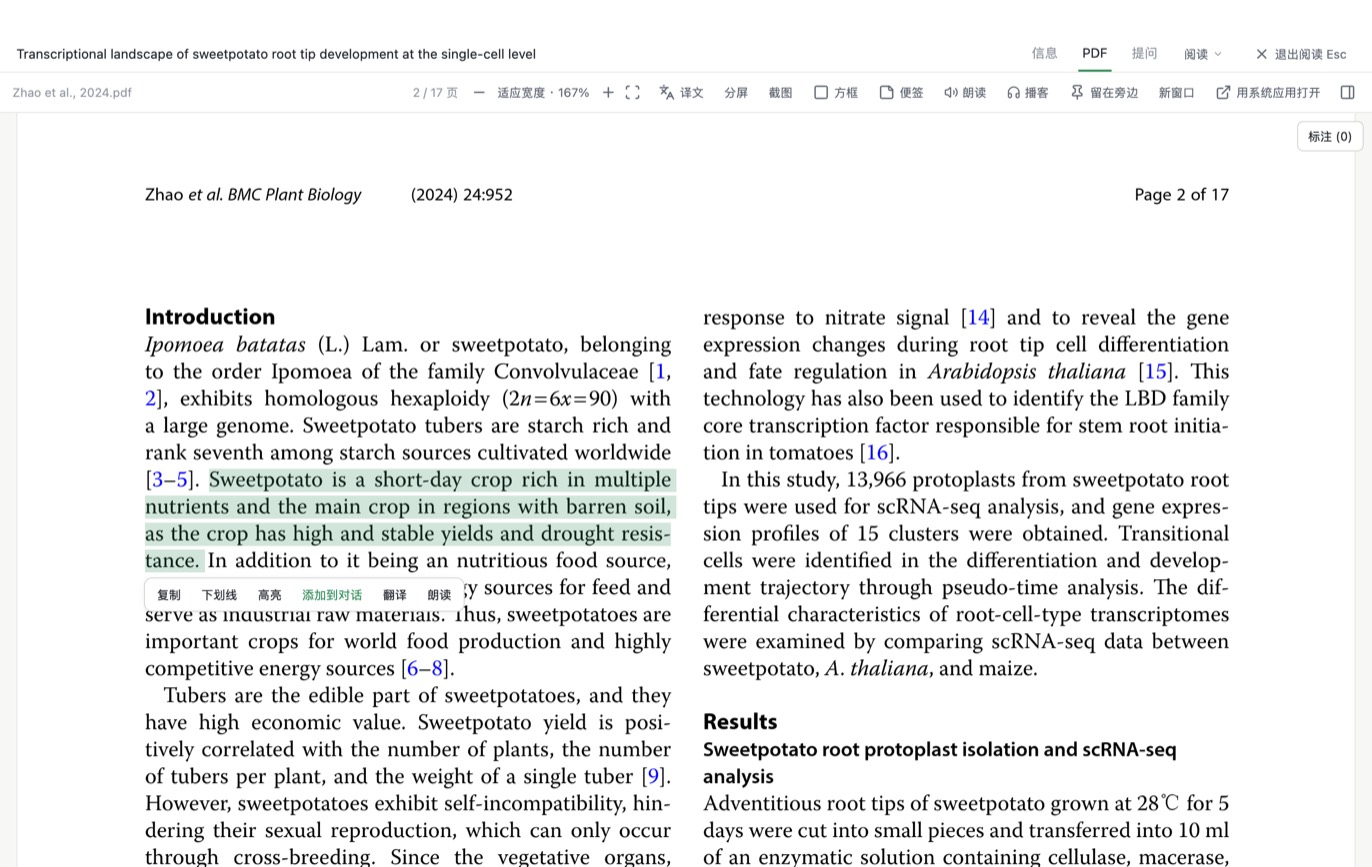 Transcriptional landscape of sweetpotato root tip development at the single-cell level
信息 PDF 提问 阅读 退出阅读 Esc
Zhao et al., 2024.pdf 2 / 17 页 — 适应宽度 · 167% + 译文 分屏 截图 方框 便签 朗读 播客 留在旁边 新窗口 用系统应用打开
标注 (0)
Zhao et al. BMC Plant Biology (2024) 24:952 Page 2 of 17
Introduction
Ipomoea batatas (L.) Lam. or sweetpotato, belonging
to the order Ipomoea of the family Convolvulaceae [1,
2], exhibits homologous hexaploidy (2n=6x=90) with
a large genome. Sweetpotato tubers are starch rich and
rank seventh among starch sources cultivated worldwide
[3–5]. Sweetpotato is a short-day crop rich in multiple
nutrients and the main crop in regions with barren soil,
as the crop has high and stable yields and drought resis-
tance. In addition to it being an nutritious food source,
复制 下划线 高亮 添加到对话 翻译 朗读
gy sources for feed and
serve as industrial raw materials. Thus, sweetpotatoes are
important crops for world food production and highly
competitive energy sources [6–8].
Tubers are the edible part of sweetpotatoes, and they
have high economic value. Sweetpotato yield is posi-
tively correlated with the number of plants, the number
of tubers per plant, and the weight of a single tuber [9].
However, sweetpotatoes exhibit self-incompatibility, hin-
dering their sexual reproduction, which can only occur
through cross-breeding. Since the vegetative organs,
response to nitrate signal [14] and to reveal the gene
expression changes during root tip cell differentiation
and fate regulation in Arabidopsis thaliana [15]. This
technology has also been used to identify the LBD family
core transcription factor responsible for stem root initia-
tion in tomatoes [16].
In this study, 13,966 protoplasts from sweetpotato root
tips were used for scRNA-seq analysis, and gene expres-
sion profiles of 15 clusters were obtained. Transitional
cells were identified in the differentiation and develop-
ment trajectory through pseudo-time analysis. The dif-
ferential characteristics of root-cell-type transcriptomes
were examined by comparing scRNA-seq data between
sweetpotato, A. thaliana, and maize.
Results
Sweetpotato root protoplast isolation and scRNA-seq
analysis
Adventitious root tips of sweetpotato grown at 28℃ for 5
days were cut into small pieces and transferred into 10 ml
of an enzymatic solution containing cellulase, macerase,